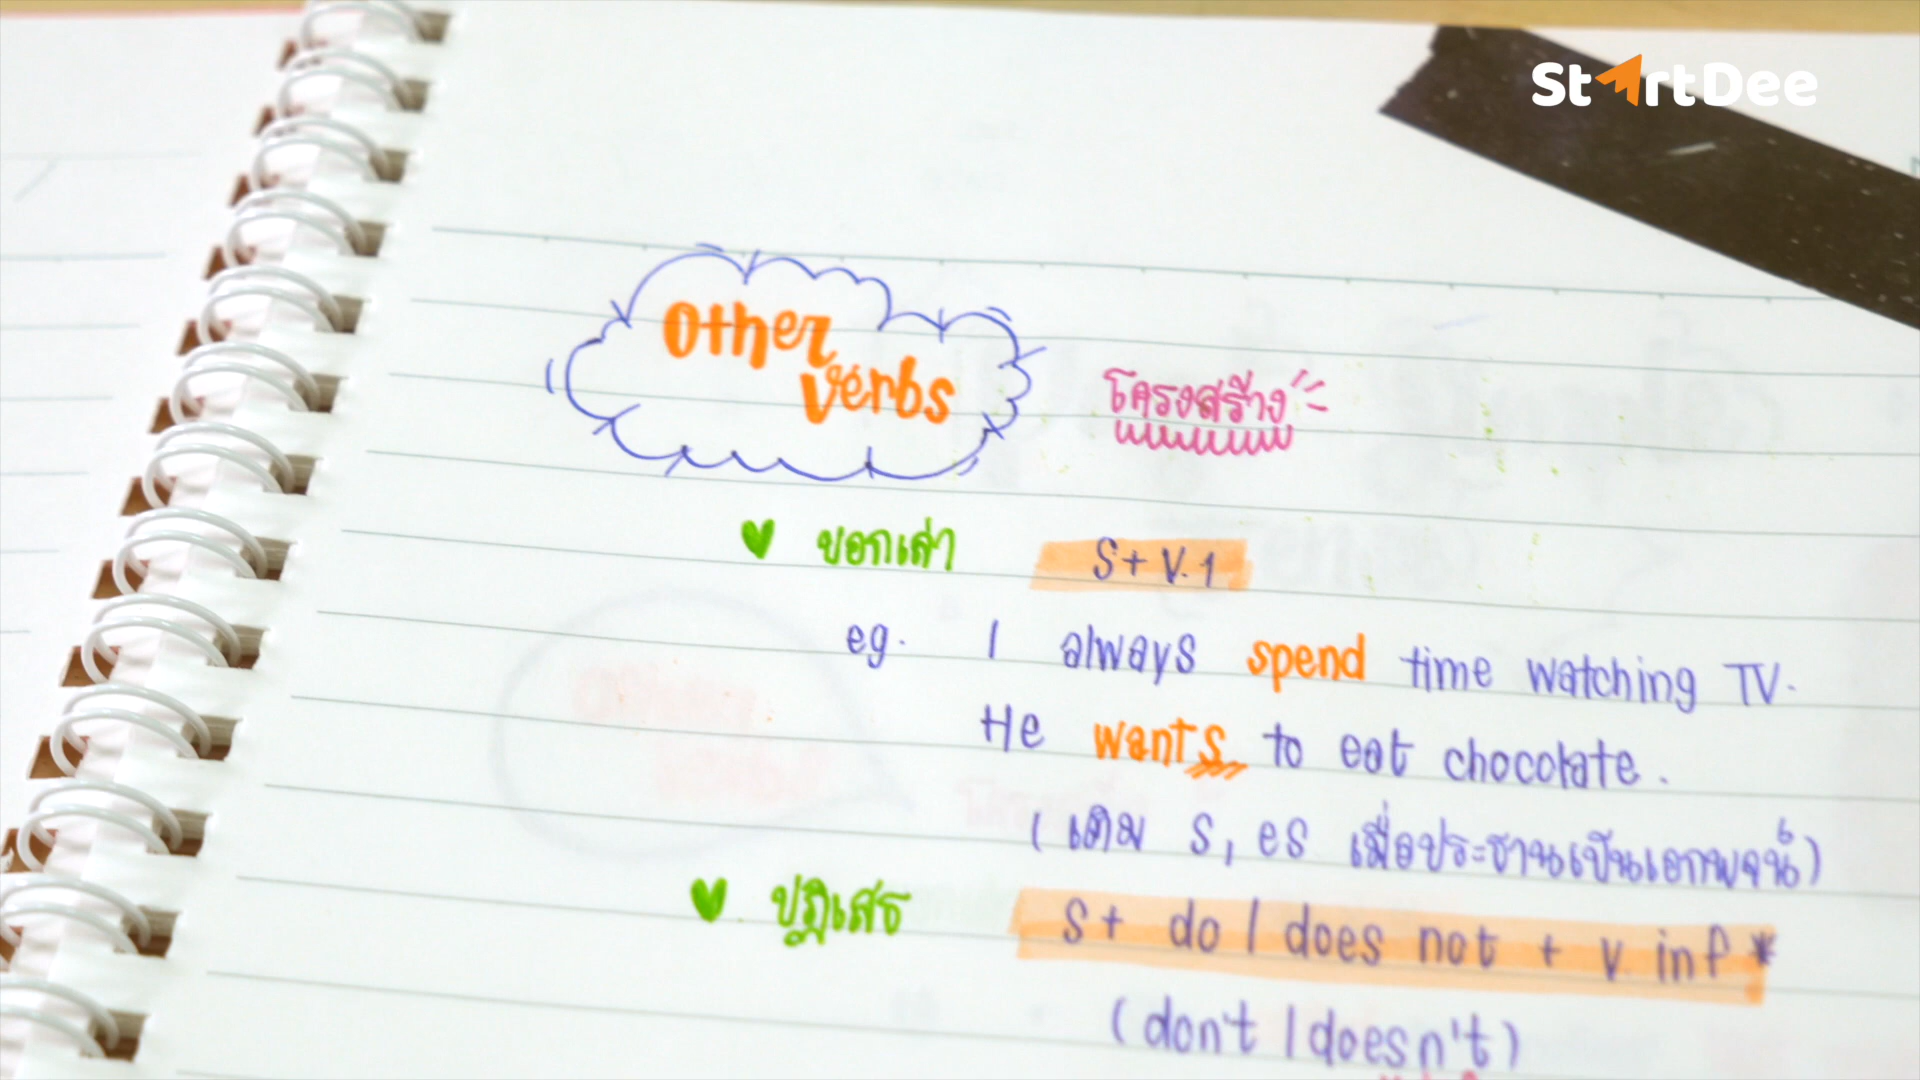 StartDee
Other
verbs
โครงสร้าง
บอกเล่า S + V.1
eg. I always spend time watching TV.
He wants to eat chocolate.
(เติม s, es เมื่อประธานเป็นเอกพจน์)
ปฏิเสธ S + do / does not + v. inf *
(don't / doesn't)